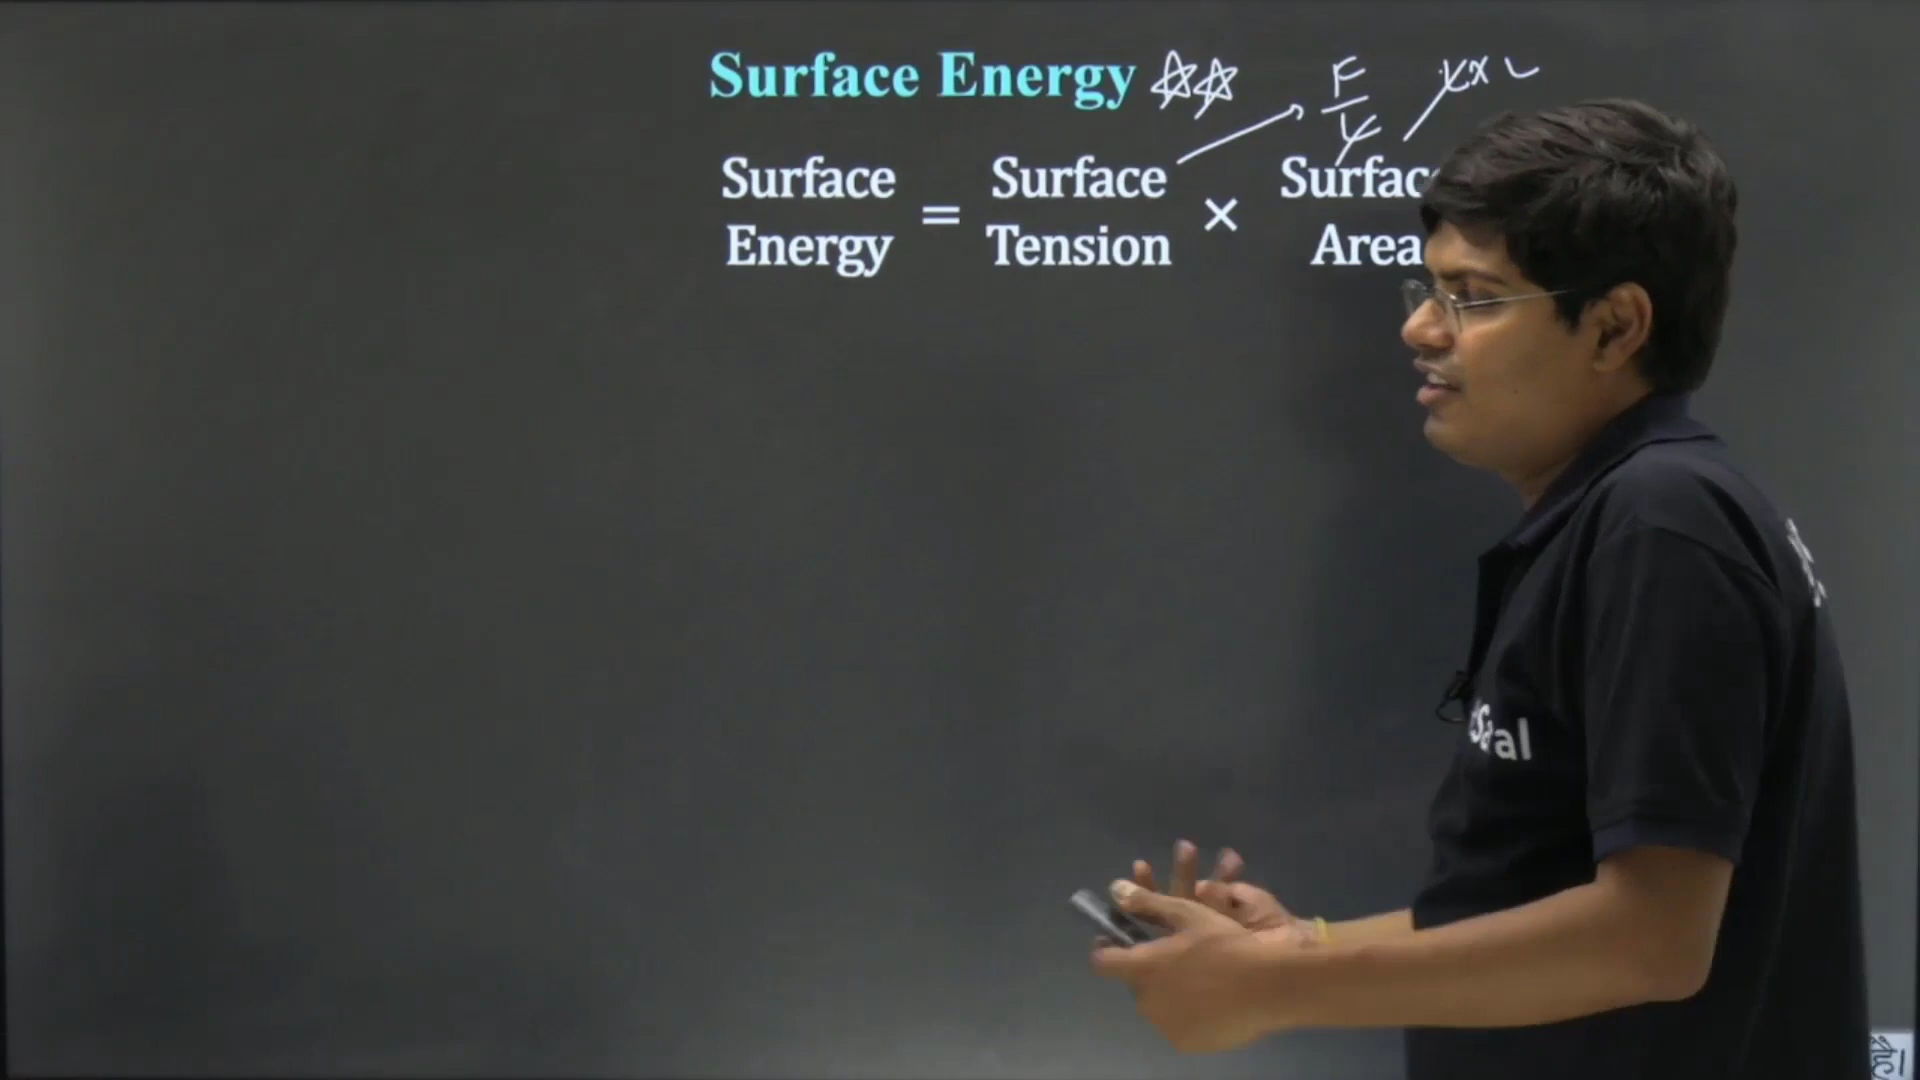 Surface Energy
F
L
L x L
Surface = Surface × Surfac
Energy Tension Area
है।